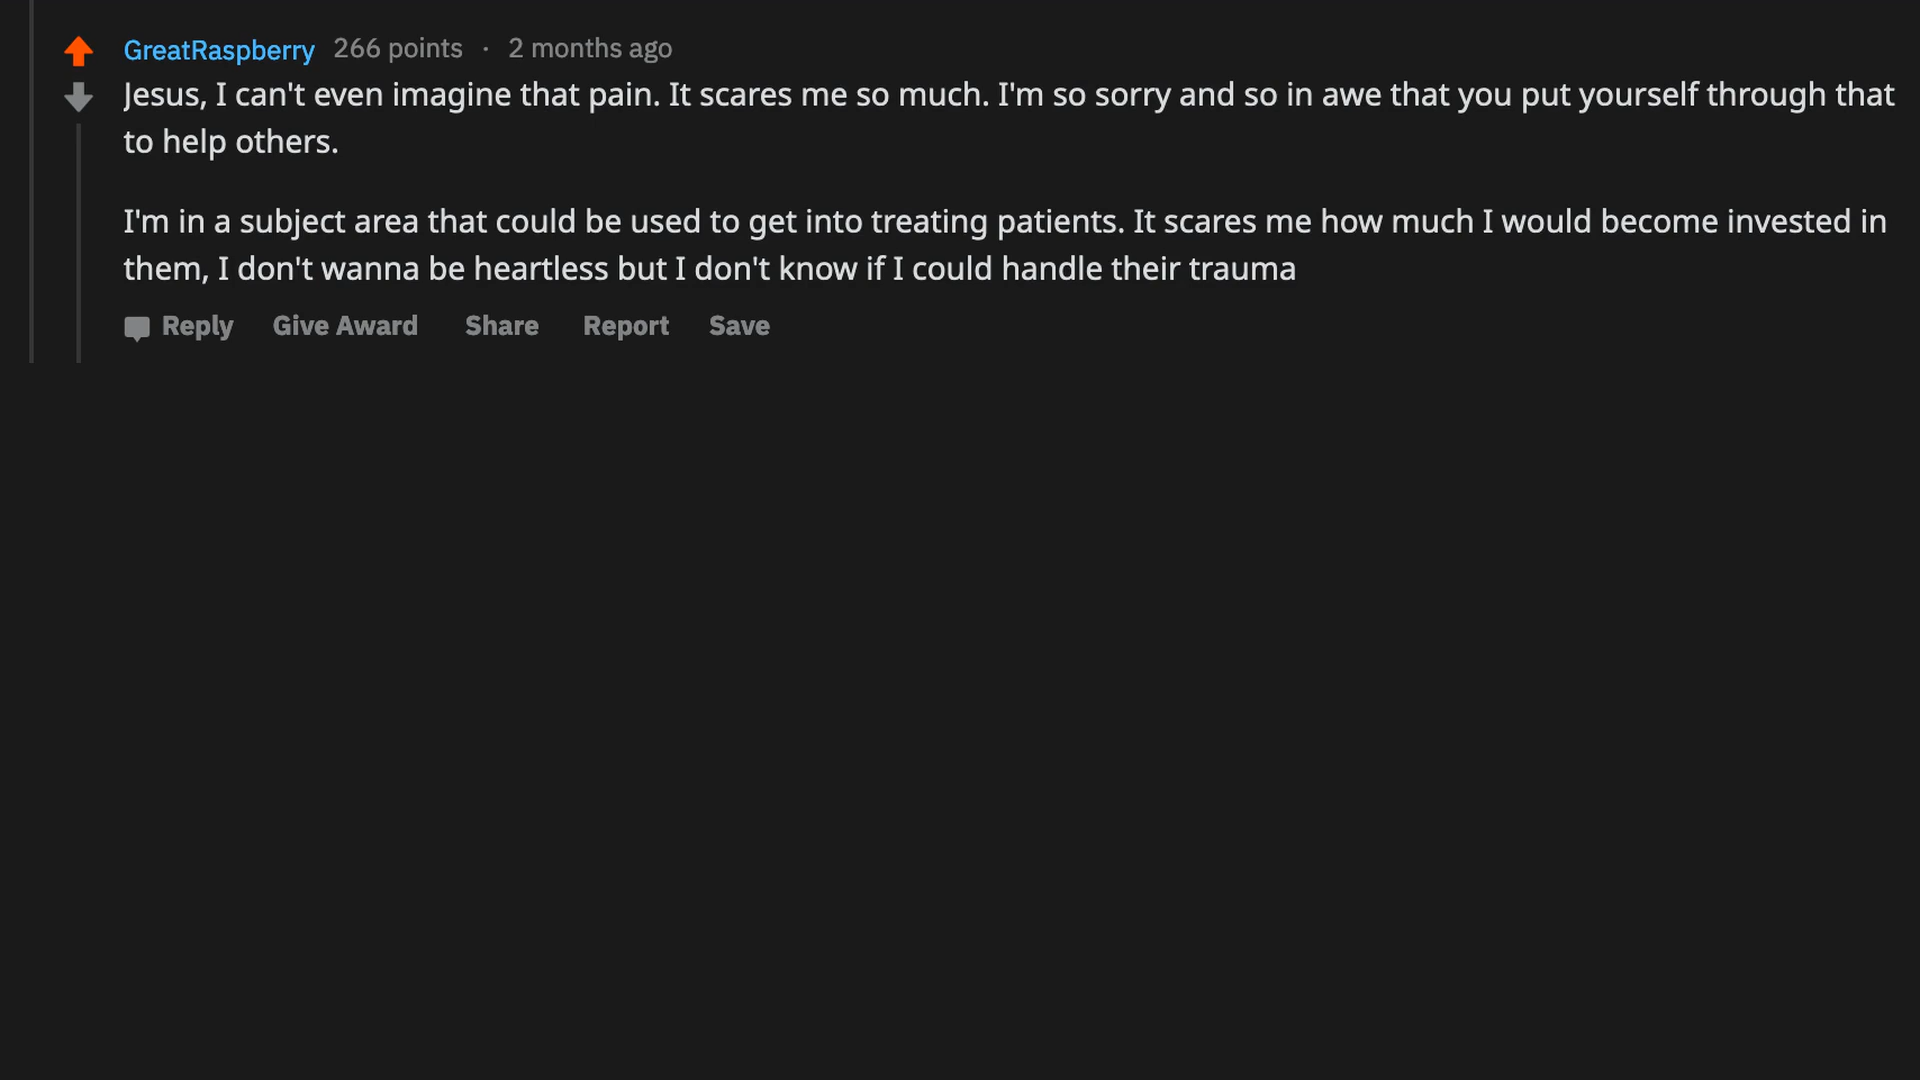 GreatRaspberry 266 points · 2 months ago
Jesus, I can't even imagine that pain. It scares me so much. I'm so sorry and so in awe that you put yourself through that
to help others.
I'm in a subject area that could be used to get into treating patients. It scares me how much I would become invested in
them, I don't wanna be heartless but I don't know if I could handle their trauma
Reply Give Award Share Report Save